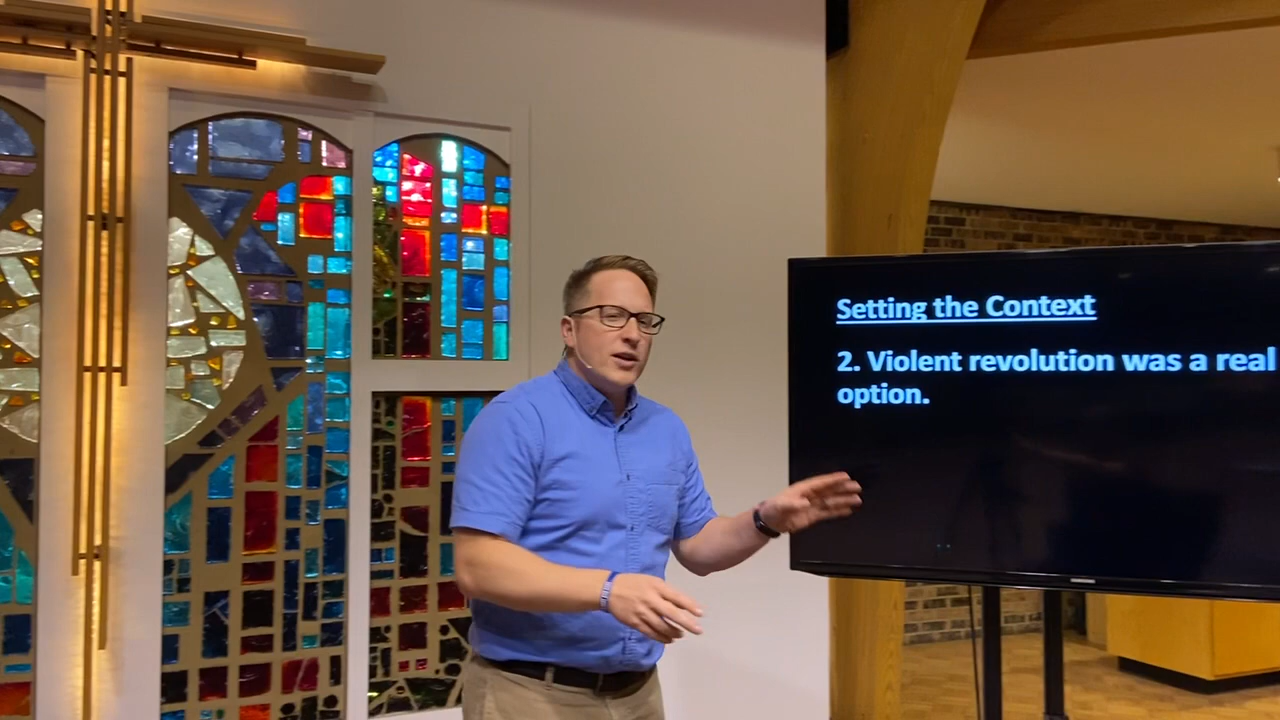 Setting the Context
2. Violent revolution was a real
option.